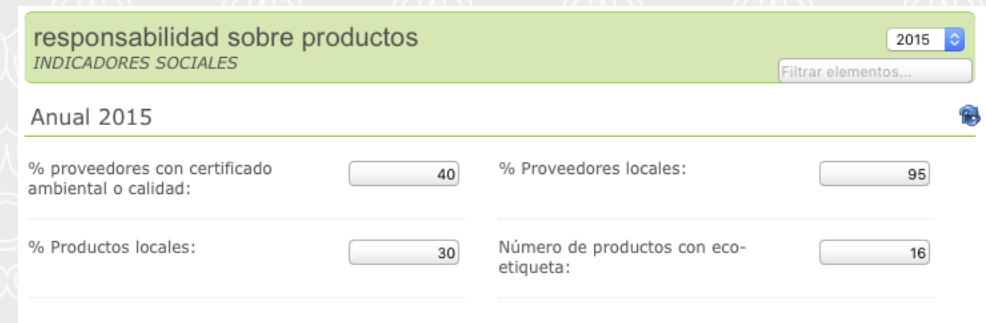 responsabilidad sobre productos
2015
INDICADORES SOCIALES
Filtrar elementos...
Anual 2015
% proveedores con certificado
ambiental o calidad:
40
% Proveedores locales:
95
% Productos locales:
30
Número de productos con eco-
etiqueta:
16